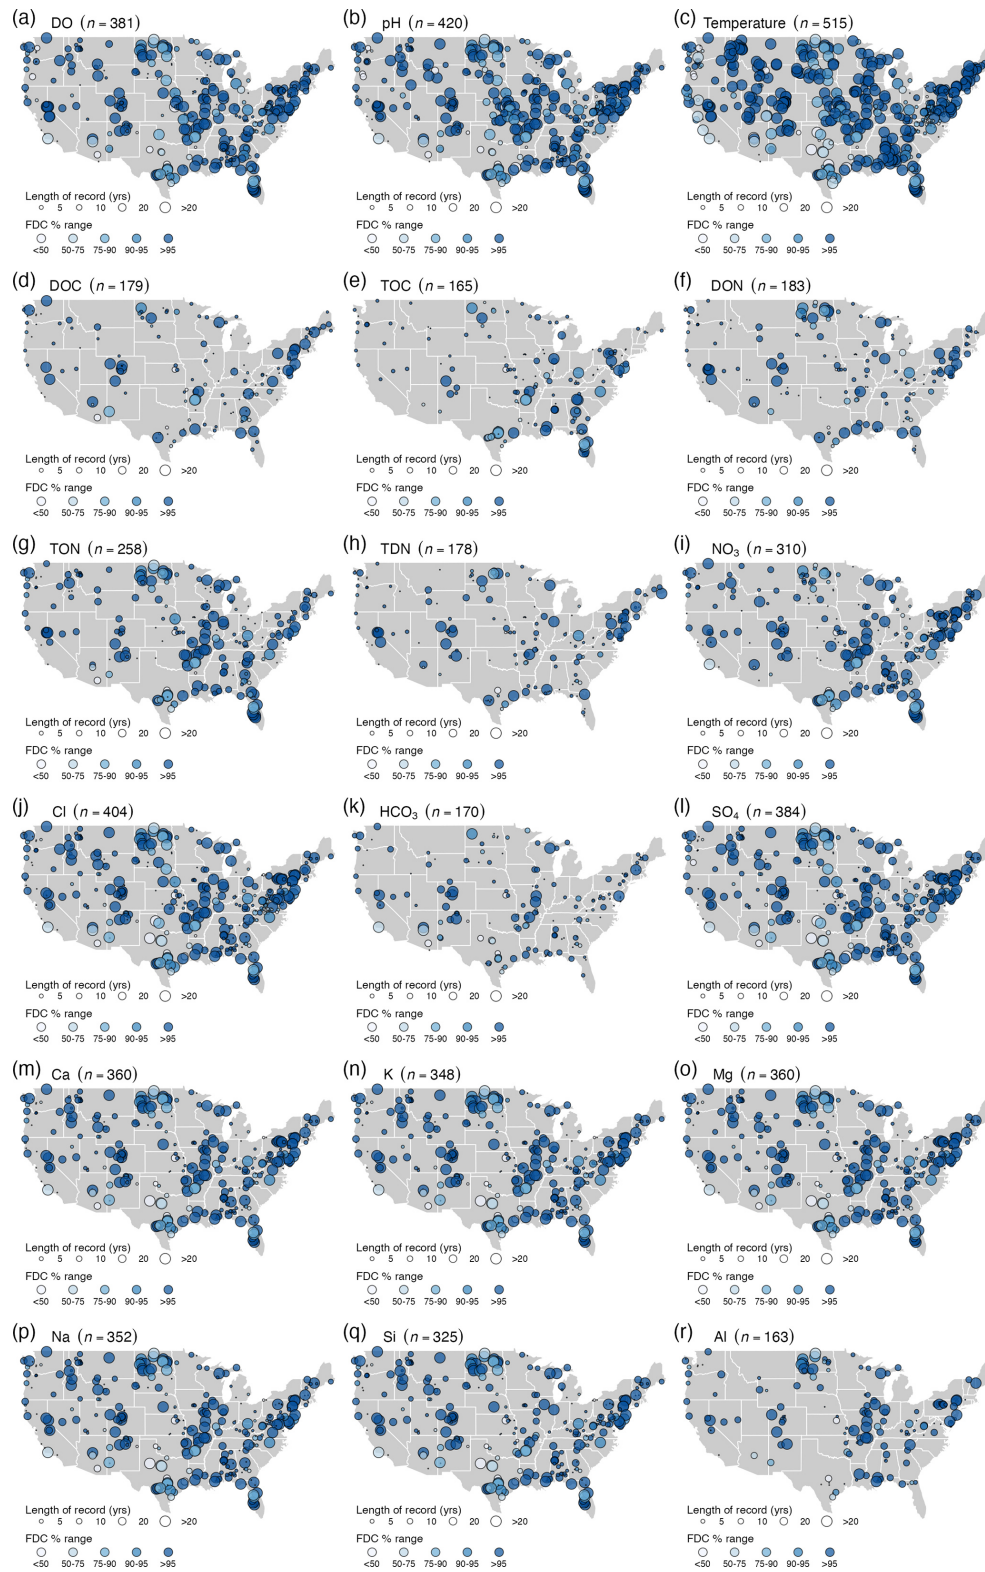 (a) DO (n = 381) (b) pH (n = 420) (c) Temperature (n = 515)
Length of record (yrs) Length of record (yrs) Length of record (yrs)
5 10 20 >20 5 10 20 >20 5 10 20 >20
FDC % range FDC % range FDC % range
<50 50-75 75-90 90-95 >95 <50 50-75 75-90 90-95 >95 <50 50-75 75-90 90-95 >95
(d) DOC (n = 179) (e) TOC (n = 165) (f) DON (n = 183)
Length of record (yrs) Length of record (yrs) Length of record (yrs)
5 10 20 >20 5 10 20 >20 5 10 20 >20
FDC % range FDC % range FDC % range
<50 50-75 75-90 90-95 >95 <50 50-75 75-90 90-95 >95 <50 50-75 75-90 90-95 >95
(g) TON (n = 258) (h) TDN (n = 178) (i) NO₃ (n = 310)
Length of record (yrs) Length of record (yrs) Length of record (yrs)
5 10 20 >20 5 10 20 >20 5 10 20 >20
FDC % range FDC % range FDC % range
<50 50-75 75-90 90-95 >95 <50 50-75 75-90 90-95 >95 <50 50-75 75-90 90-95 >95
(j) Cl (n = 404) (k) HCO₃ (n = 170) (l) SO₄ (n = 384)
Length of record (yrs) Length of record (yrs) Length of record (yrs)
5 10 20 >20 5 10 20 >20 5 10 20 >20
FDC % range FDC % range FDC % range
<50 50-75 75-90 90-95 >95 <50 50-75 75-90 90-95 >95 <50 50-75 75-90 90-95 >95
(m) Ca (n = 360) (n) K (n = 348) (o) Mg (n = 360)
Length of record (yrs) Length of record (yrs) Length of record (yrs)
5 10 20 >20 5 10 20 >20 5 10 20 >20
FDC % range FDC % range FDC % range
<50 50-75 75-90 90-95 >95 <50 50-75 75-90 90-95 >95 <50 50-75 75-90 90-95 >95
(p) Na (n = 352) (q) Si (n = 325) (r) Al (n = 163)
Length of record (yrs) Length of record (yrs) Length of record (yrs)
5 10 20 >20 5 10 20 >20 5 10 20 >20
FDC % range FDC % range FDC % range
<50 50-75 75-90 90-95 >95 <50 50-75 75-90 90-95 >95 <50 50-75 75-90 90-95 >95